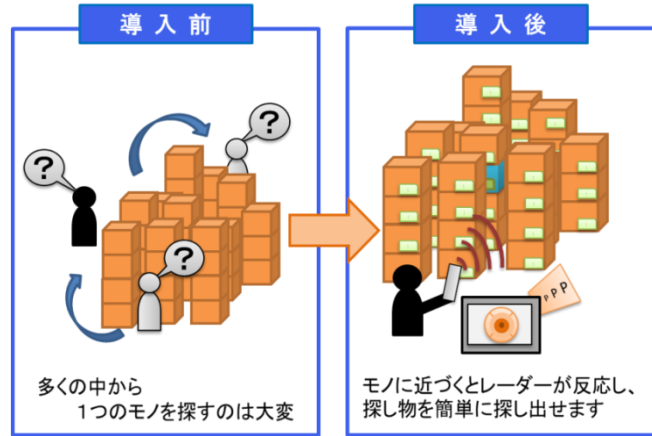 導入前
導入後
?
?
?
P P P
多くの中から
1つのモノを探すのは大変
モノに近づくとレーダーが反応し、
探し物を簡単に探し出せます